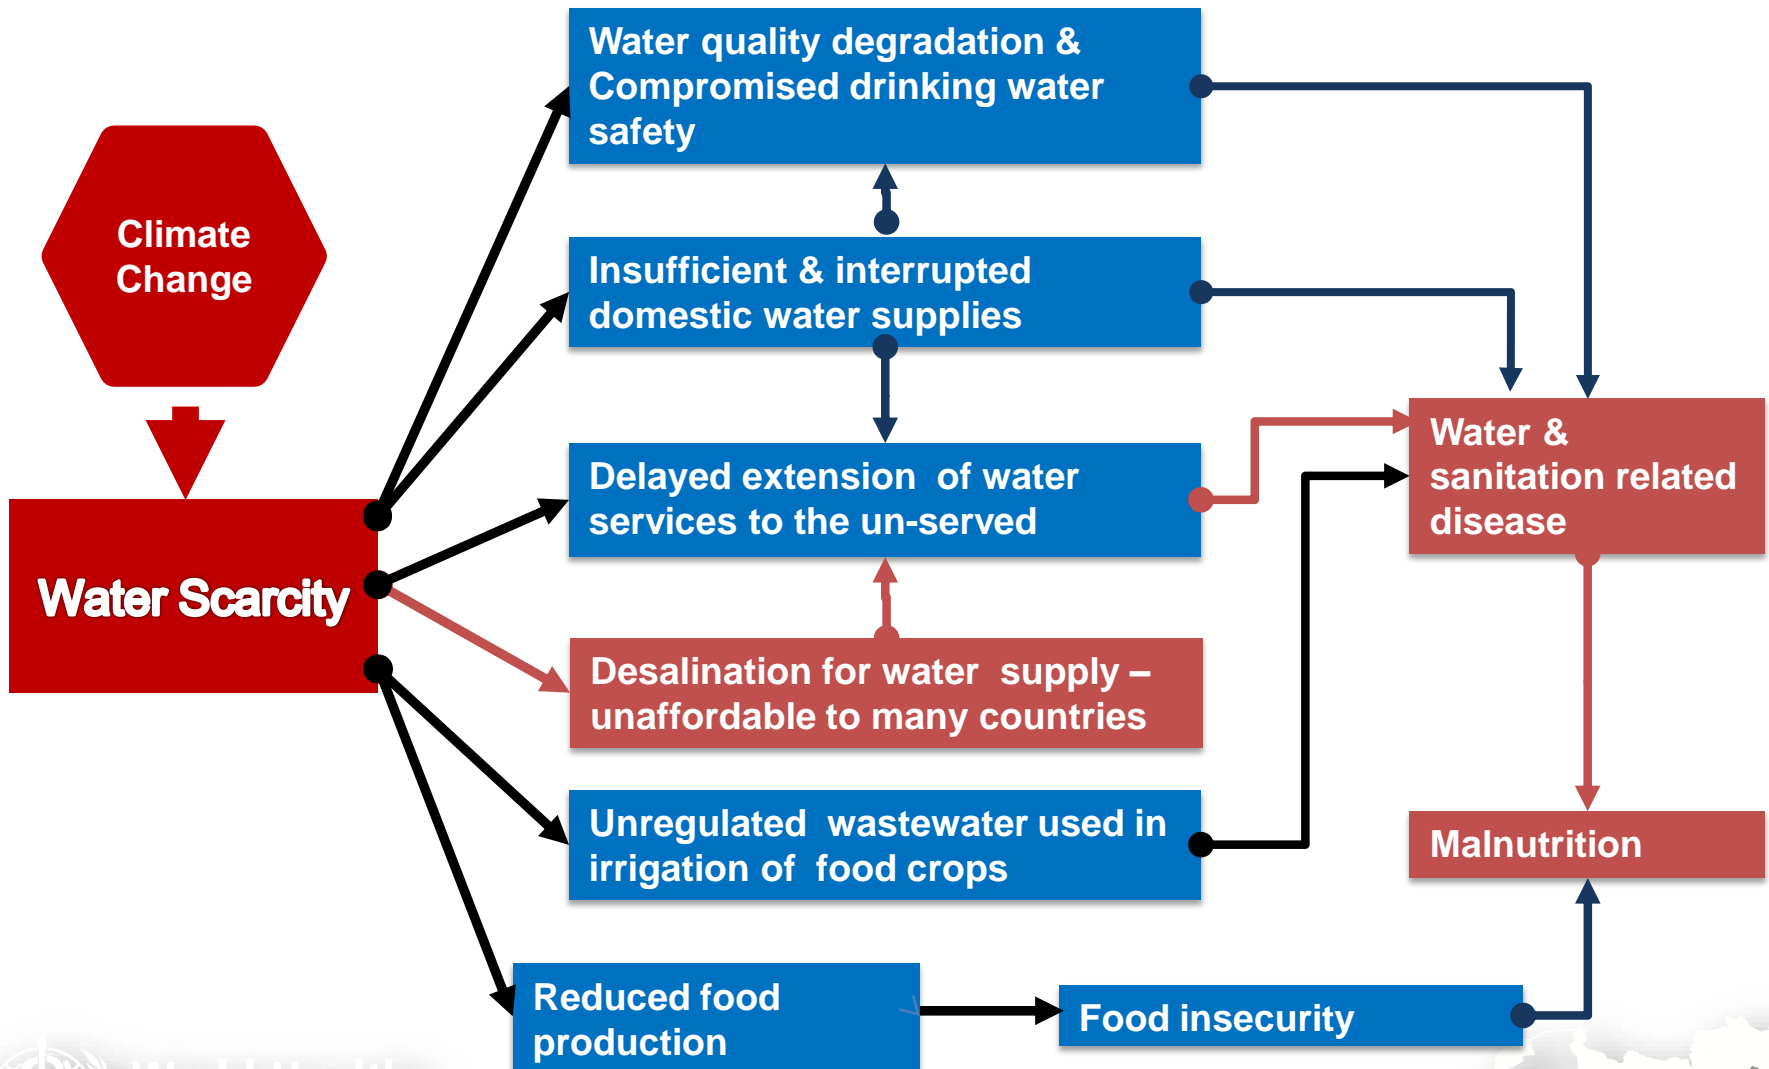 Climate
Change
Water Scarcity
Water quality degradation &
Compromised drinking water
safety
Insufficient & interrupted
domestic water supplies
Delayed extension of water
services to the un-served
Desalination for water supply –
unaffordable to many countries
Unregulated wastewater used in
irrigation of food crops
Reduced food
production
Food insecurity
Water &
sanitation related
disease
Malnutrition
World Health